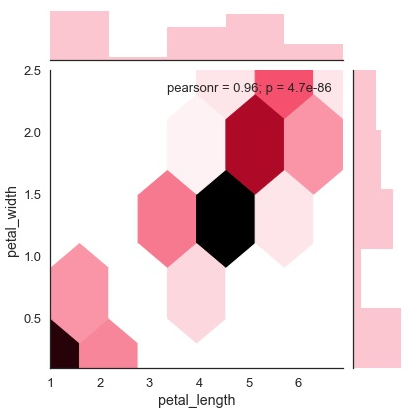 pearsonr = 0.96; p = 4.7e-86
2.5
2.0
1.5
1.0
0.5
petal_width
1 2 3 4 5 6
petal_length